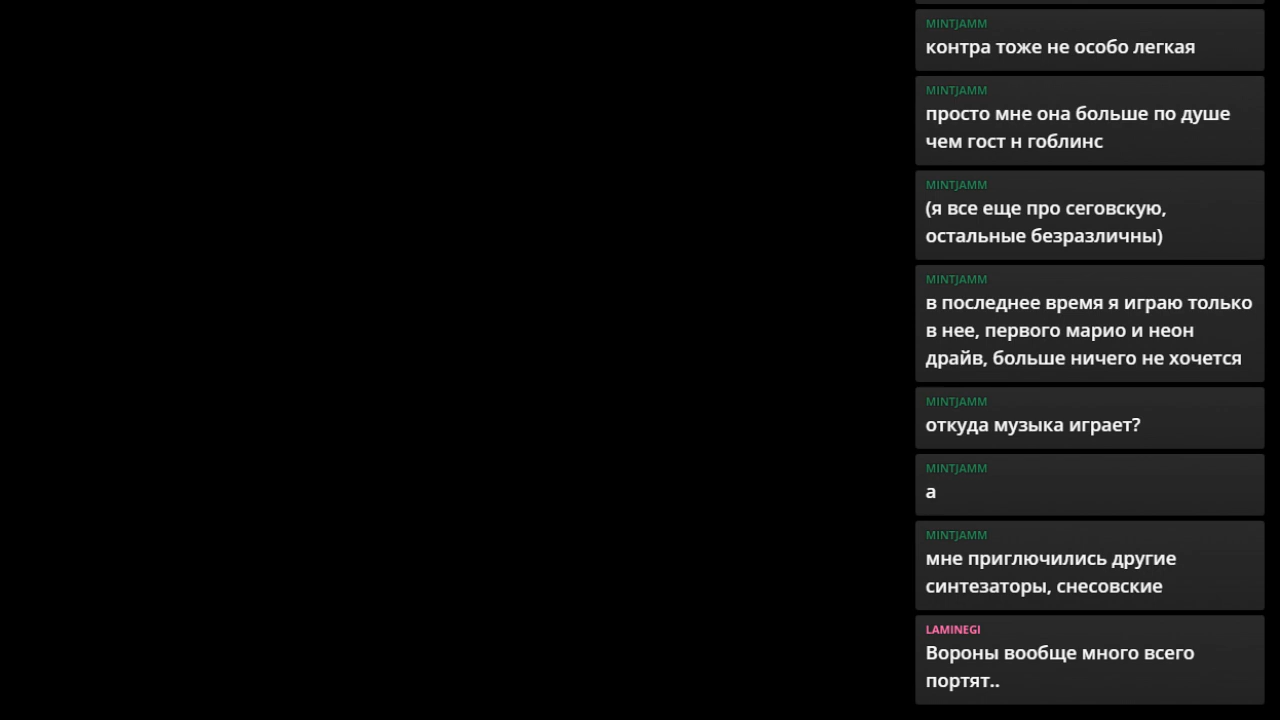 MINTJAMM
контра тоже не особо легкая
MINTJAMM
просто мне она больше по душе
чем гост н гоблинс
MINTJAMM
(я все еще про сеговскую,
остальные безразличны)
MINTJAMM
в последнее время я играю только
в нее, первого марио и неон
драйв, больше ничего не хочется
MINTJAMM
откуда музыка играет?
MINTJAMM
а
MINTJAMM
мне приглючились другие
синтезаторы, снесовские
LAMINEGI
Вороны вообще много всего
портят..